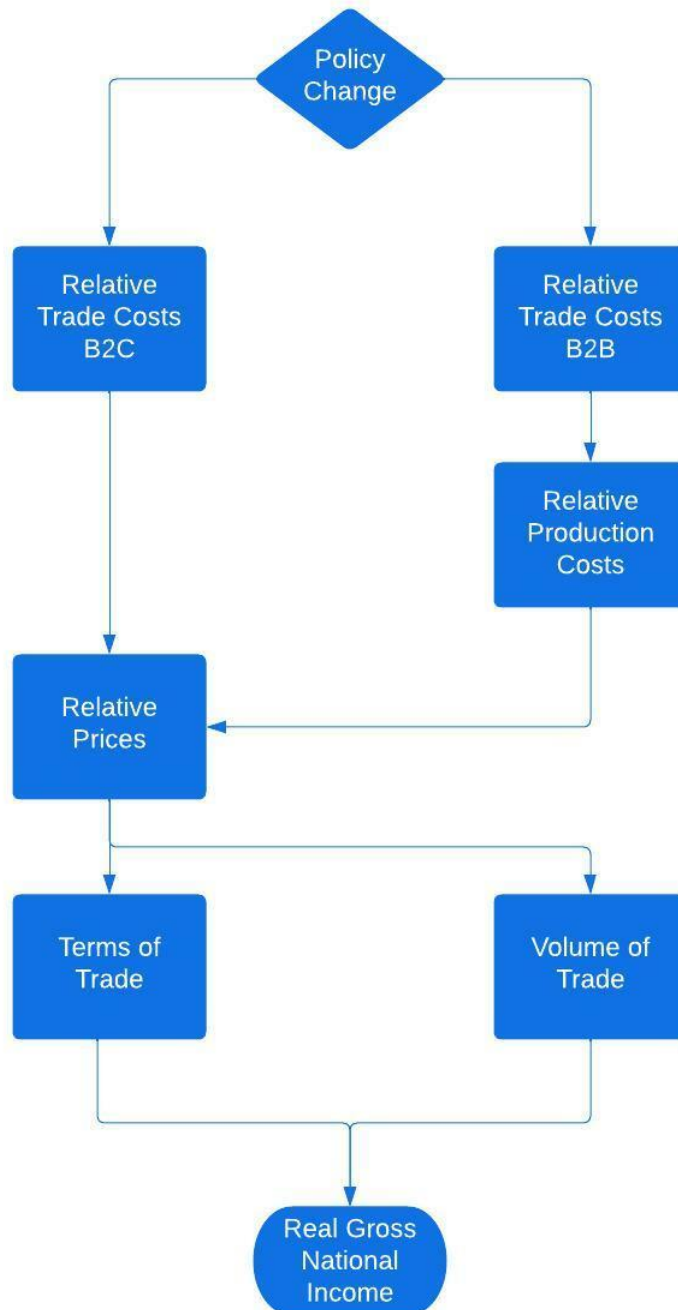 Policy
Change
Relative
Trade Costs
B2C
Relative
Trade Costs
B2B
Relative
Production
Costs
Relative
Prices
Terms of
Trade
Volume of
Trade
Real Gross
National
Income